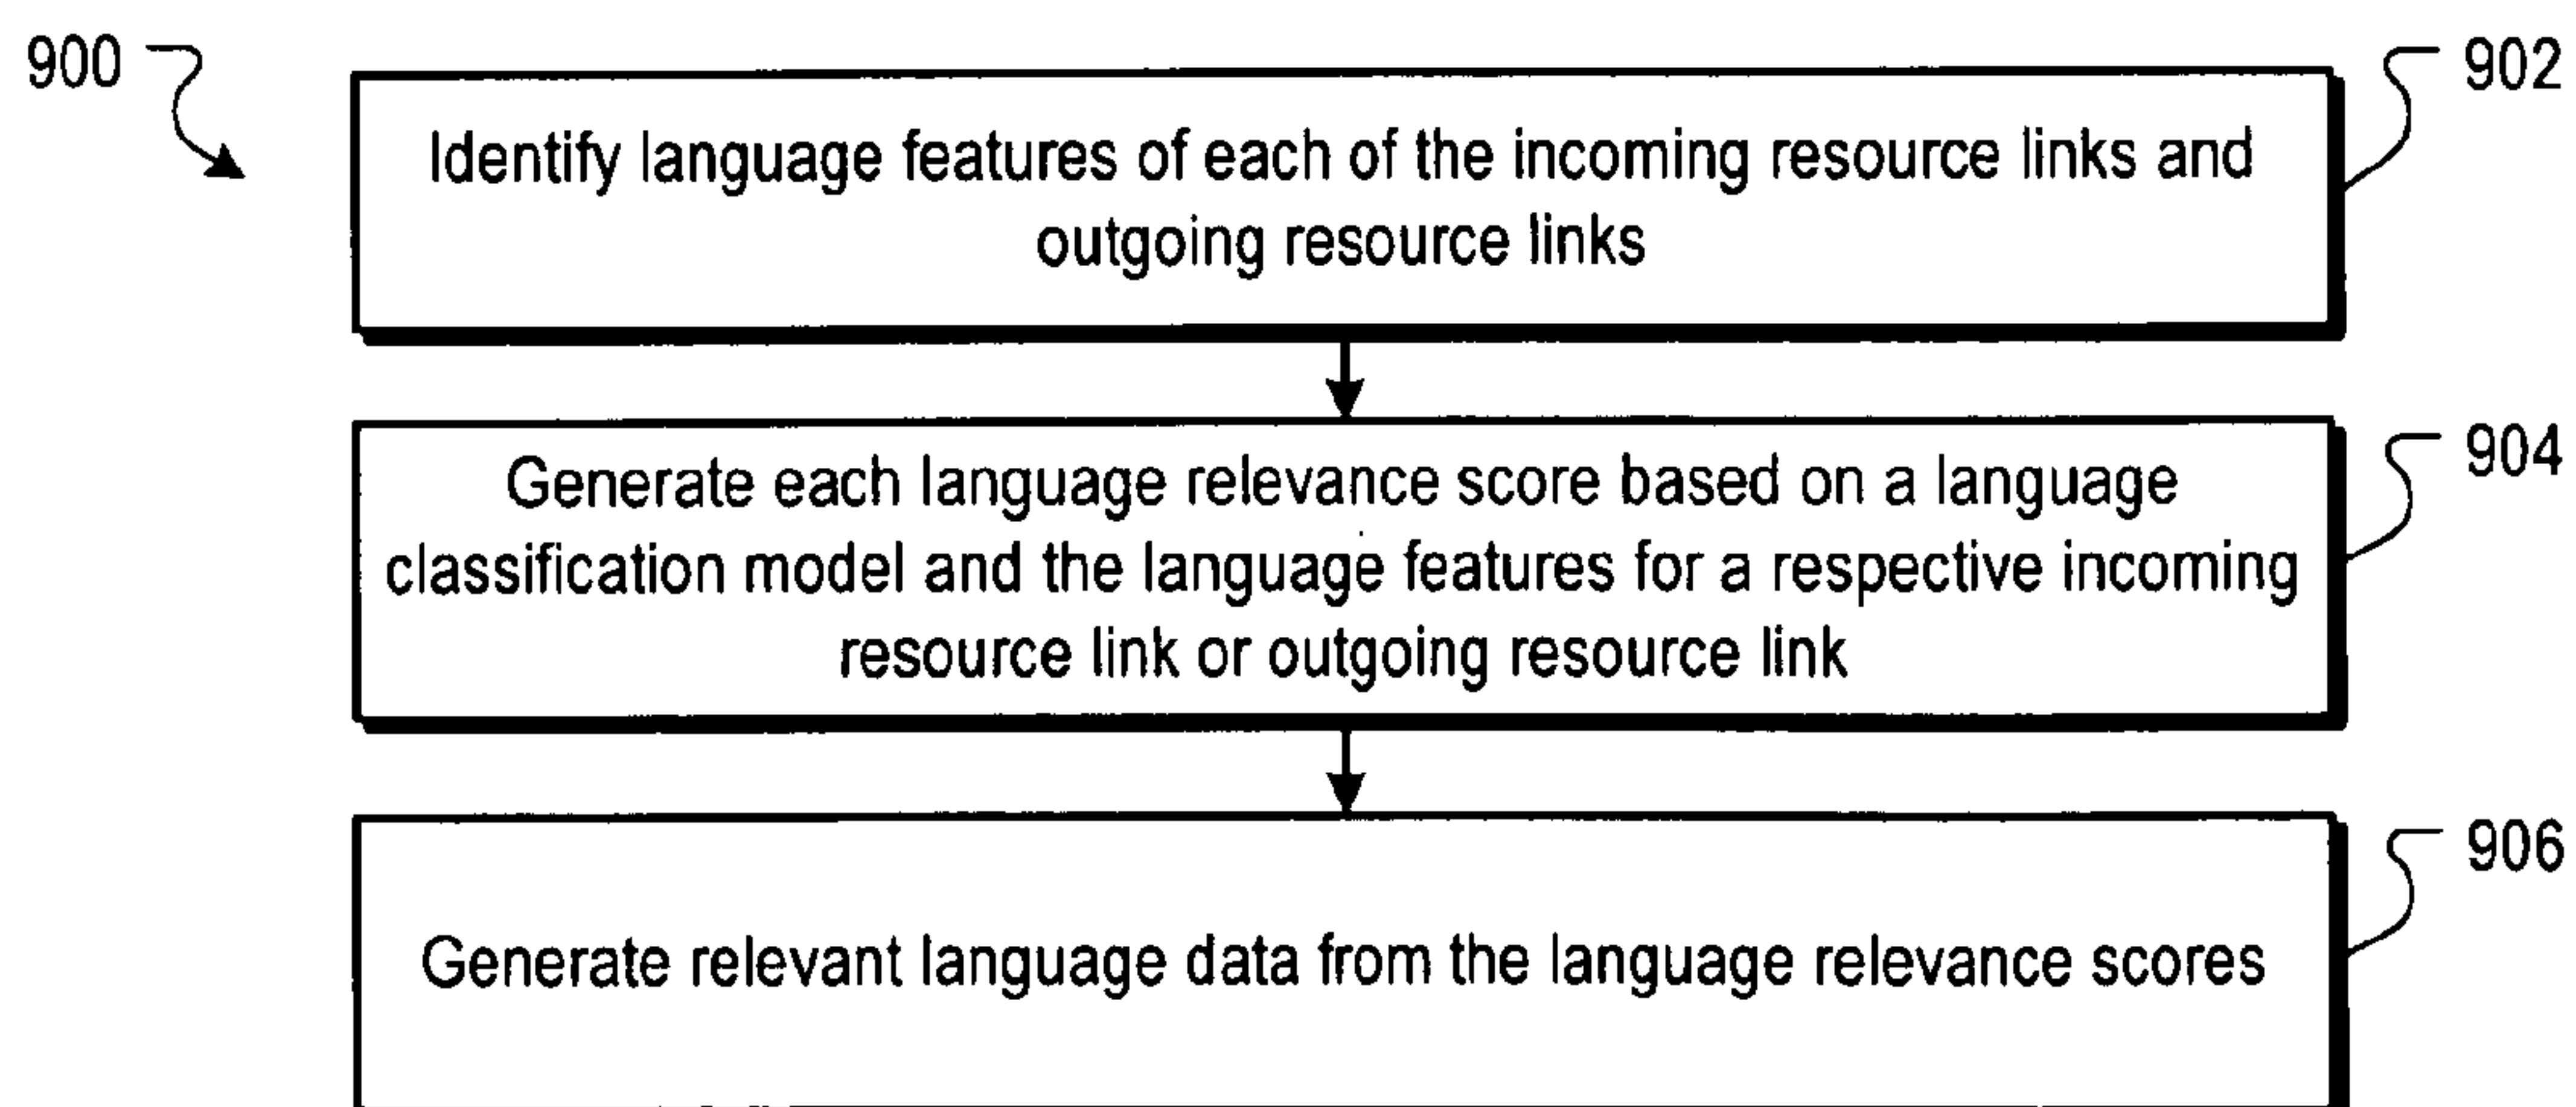 900
902
Identify language features of each of the incoming resource links and
outgoing resource links
904
Generate each language relevance score based on a language
classification model and the language features for a respective incoming
resource link or outgoing resource link
906
Generate relevant language data from the language relevance scores